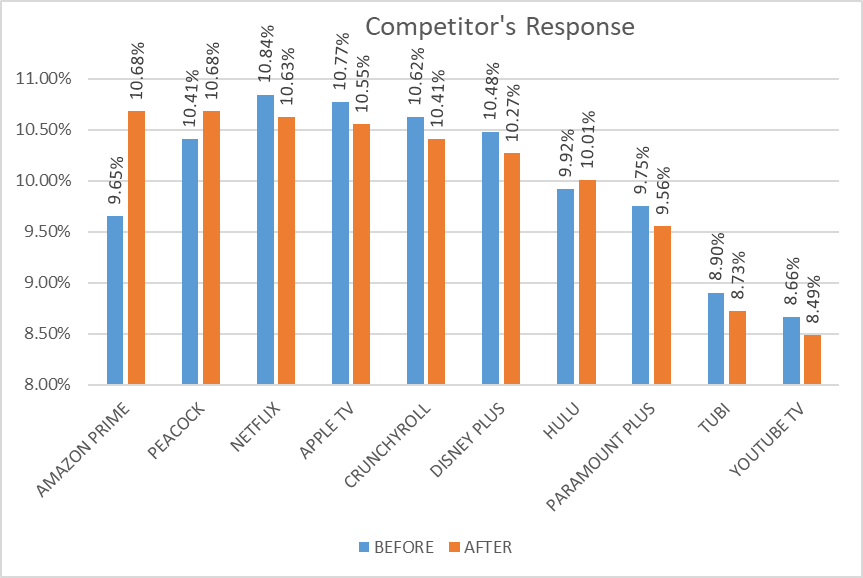 Competitor's Response
11.00%
10.50%
10.00%
9.50%
9.00%
8.50%
8.00%
9.65%
10.68%
10.41%
10.68%
10.84%
10.63%
10.77%
10.55%
10.62%
10.41%
10.48%
10.27%
9.92%
10.01%
9.75%
9.56%
8.90%
8.73%
8.66%
8.49%
AMAZON PRIME
PEACOCK
NETFLIX
APPLE TV
CRUNCHYROLL
DISNEY PLUS
HULU
PARAMOUNT PLUS
TUBI
YOUTUBE TV
BEFORE AFTER